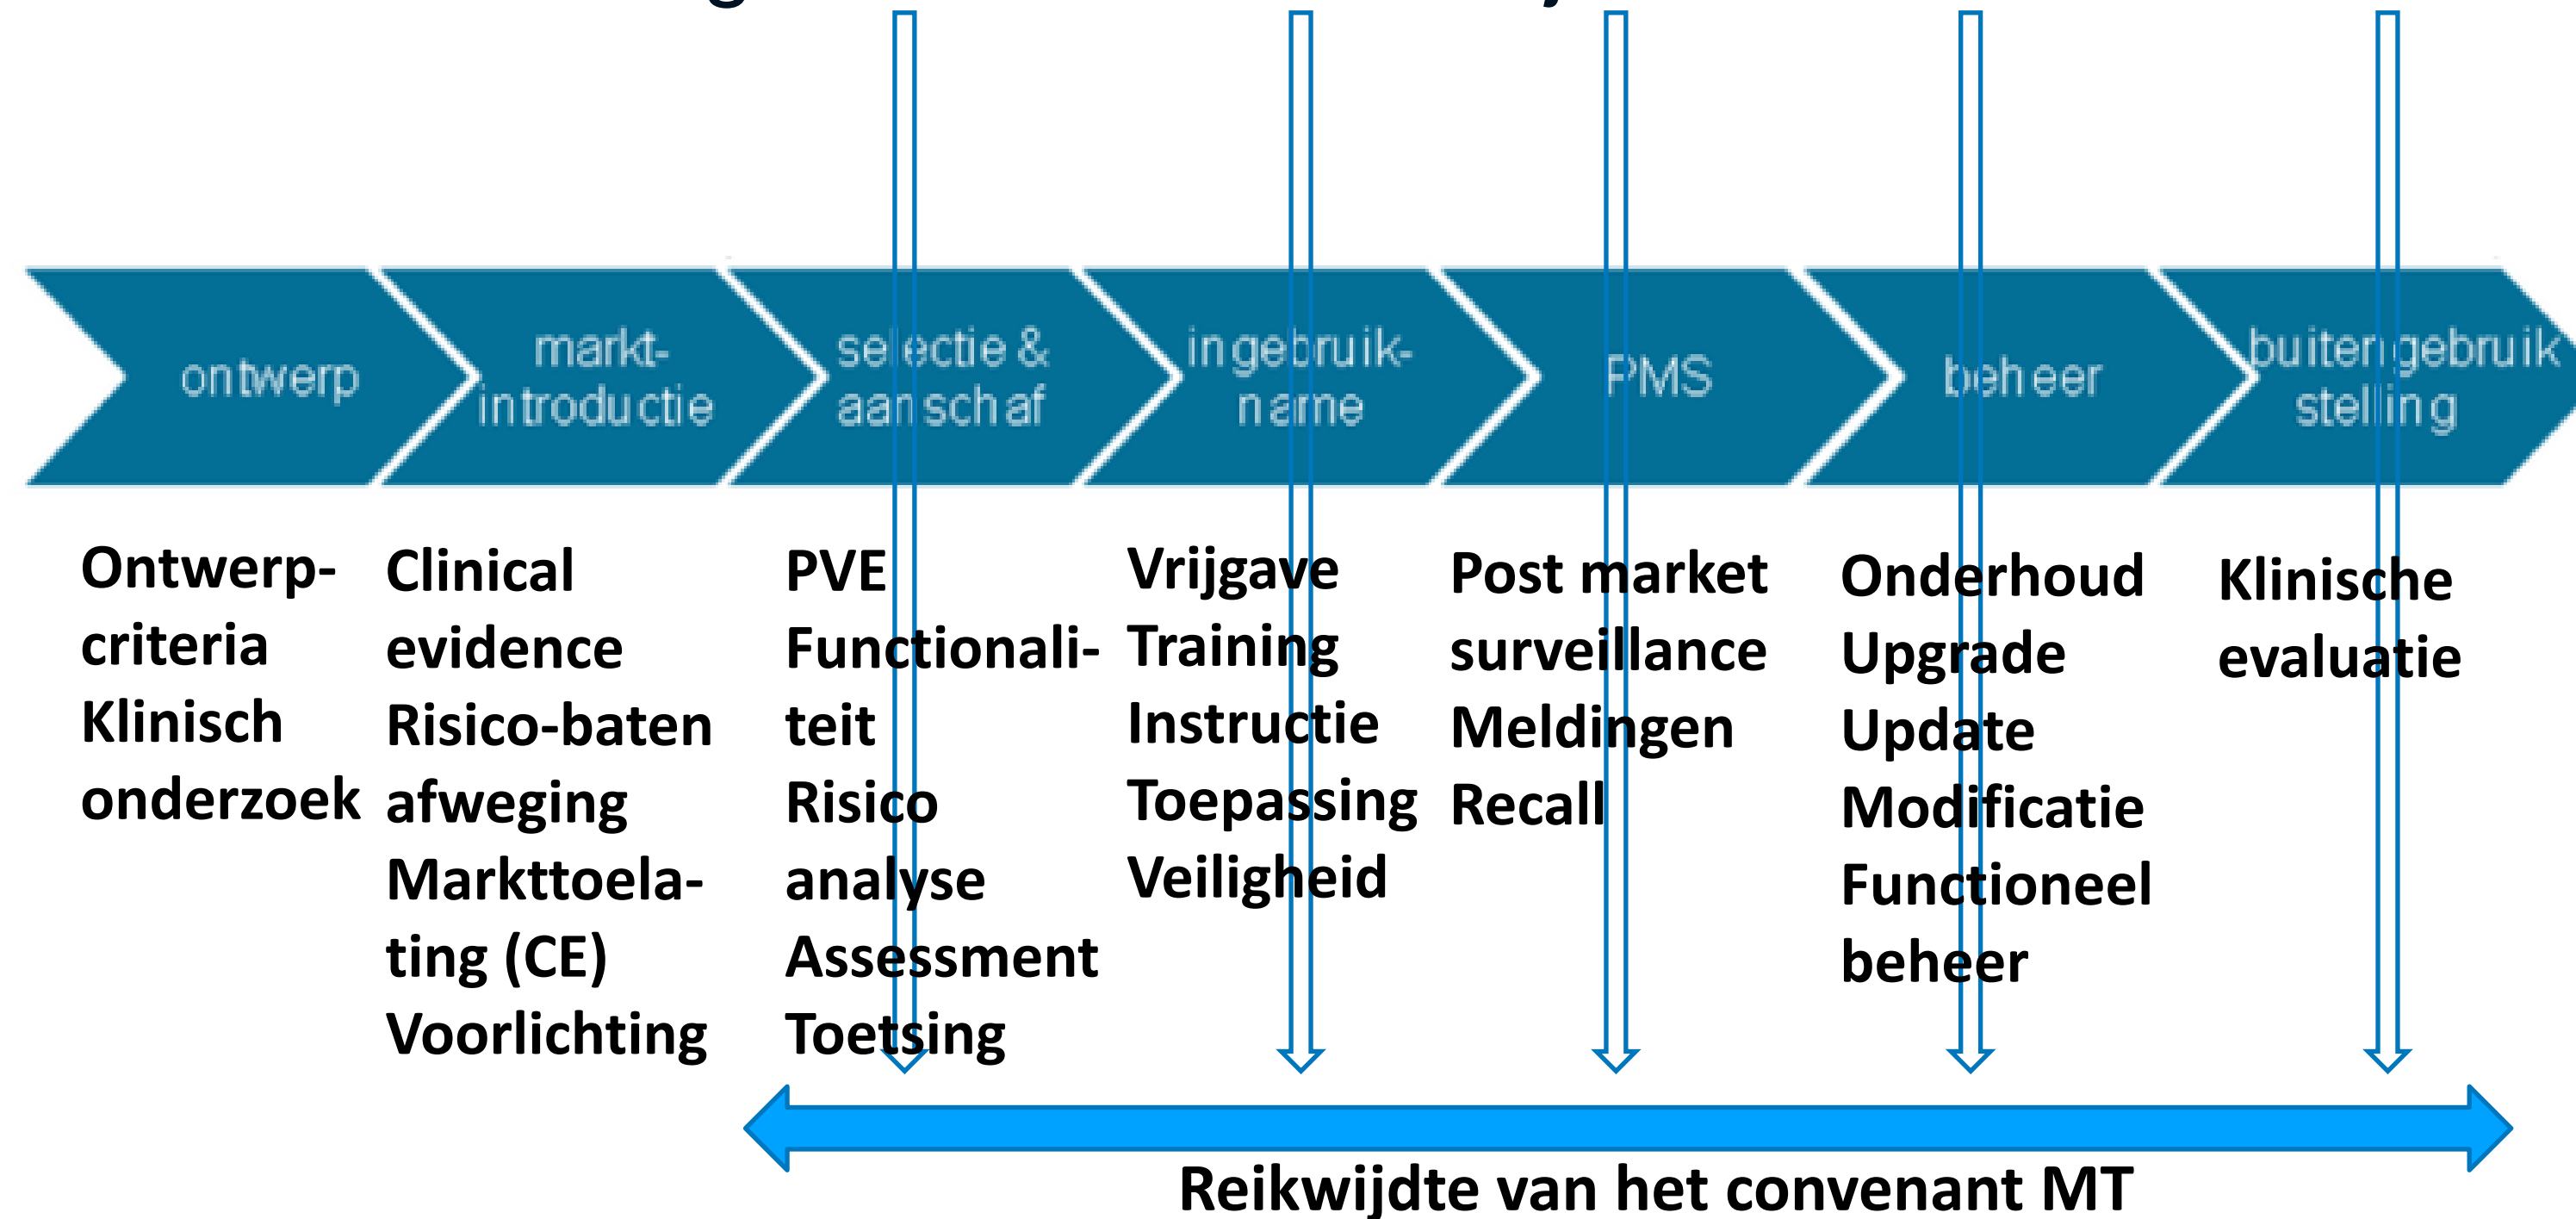 ontwerp
markt-
introductie
selectie &
aanschaf
ingebruik-
name
PMS
beheer
buitengebruik
stelling
Ontwerp-
criteria
Klinisch
onderzoek
Clinical
evidence
Risico-baten
afweging
Markttoela-
ting (CE)
Voorlichting
PVE
Functionali-
teit
Risico
analyse
Assessment
Toetsing
Vrijgave
Training
Instructie
Toepassing
Veiligheid
Post market
surveillance
Meldingen
Recall
Onderhoud
Upgrade
Update
Modificatie
Functioneel
beheer
Klinische
evaluatie
Reikwijdte van het convenant MT